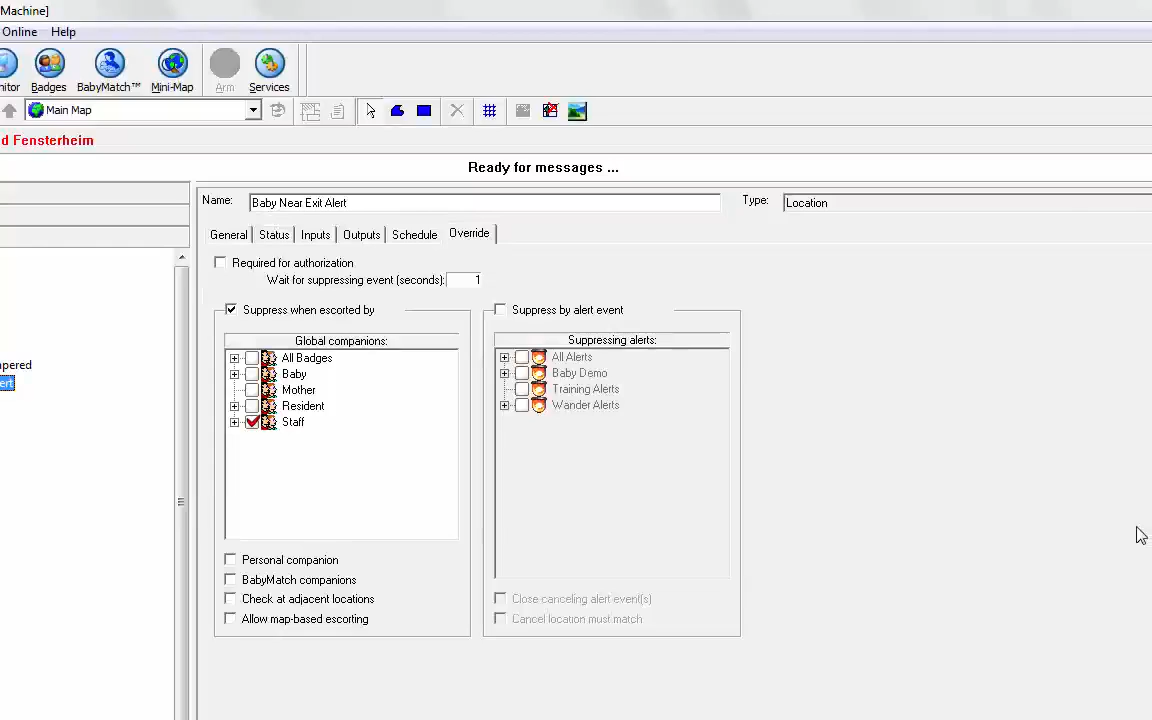 Machine]
Online Help
nitor Badges BabyMatch™ Mini-Map Arm Services
Main Map
d Fensterheim
Ready for messages ...
Name: Baby Near Exit Alert Type: Location
General Status Inputs Outputs Schedule Override
Required for authorization
Wait for suppressing event (seconds): 1
Suppress when escorted by
Global companions:
All Badges
Baby
Mother
Resident
Staff
Personal companion
BabyMatch companions
Check at adjacent locations
Allow map-based escorting
Suppress by alert event
Suppressing alerts:
All Alerts
Baby Demo
Training Alerts
Wander Alerts
Close canceling alert event(s)
Cancel location must match
mpered
ert